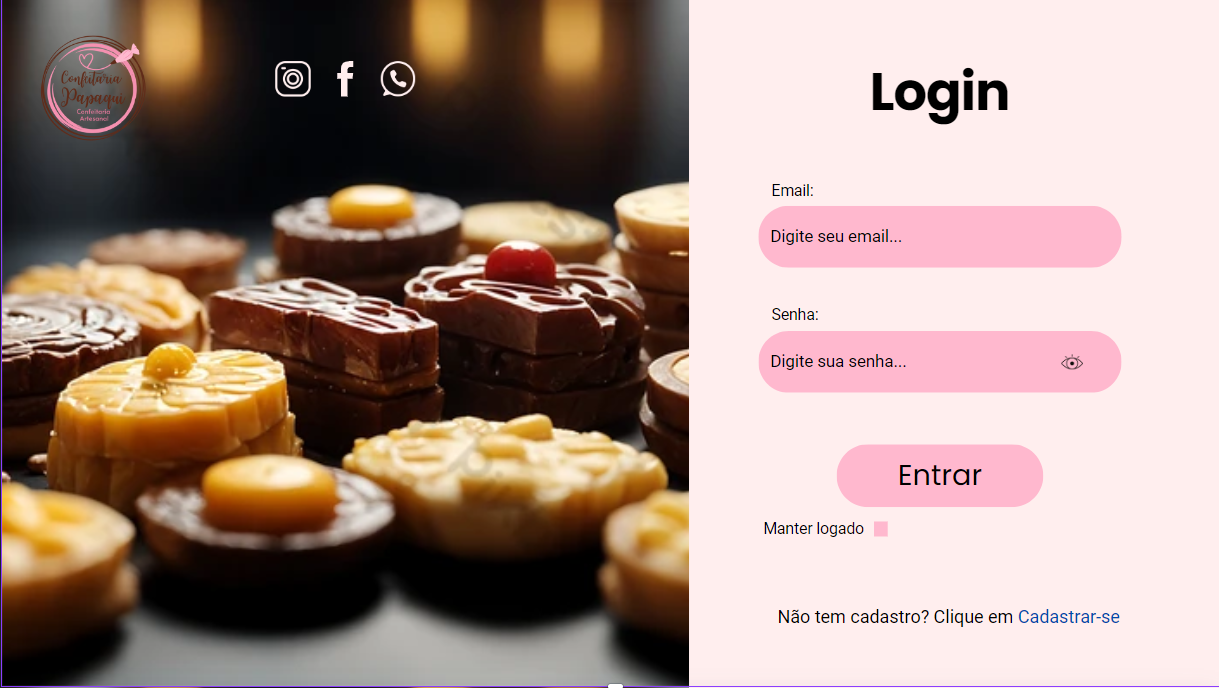 Confeitaria
Papaqui
Confeitaria
Artesanal
Login
Email:
Digite seu email...
Senha:
Digite sua senha...
Entrar
Manter logado
Não tem cadastro? Clique em Cadastrar-se